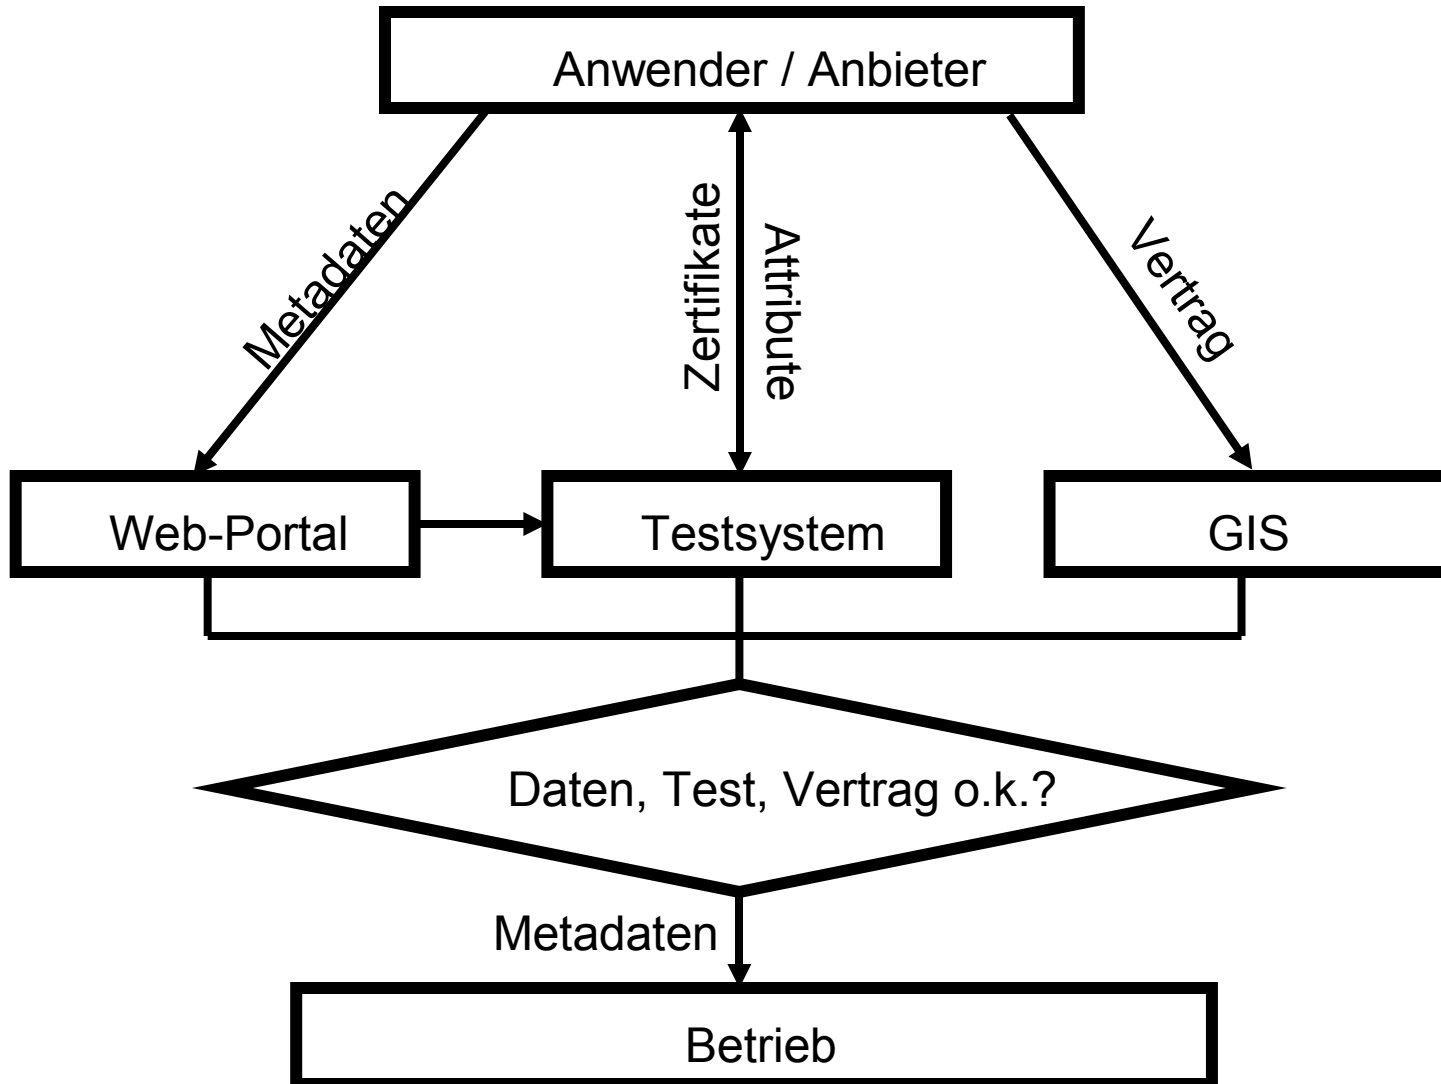 Anwender / Anbieter
Metadaten
Zertifikate
Attribute
Vertrag
Web-Portal
Testsystem
GIS
Daten, Test, Vertrag o.k.?
Metadaten
Betrieb